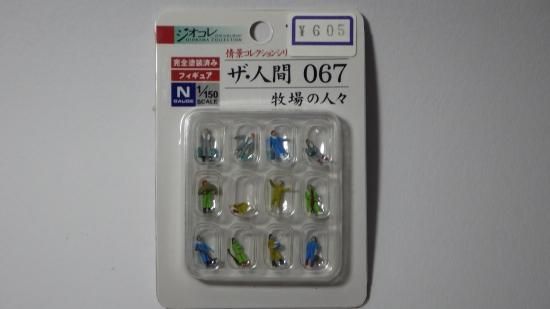 ジオコレ
DIORAMA COLLECTION
¥605
情景コレクションシリ
完全塗装済み
フィギュア
ザ・人間 067
N
GAUGE
1/150
SCALE
牧場の人々